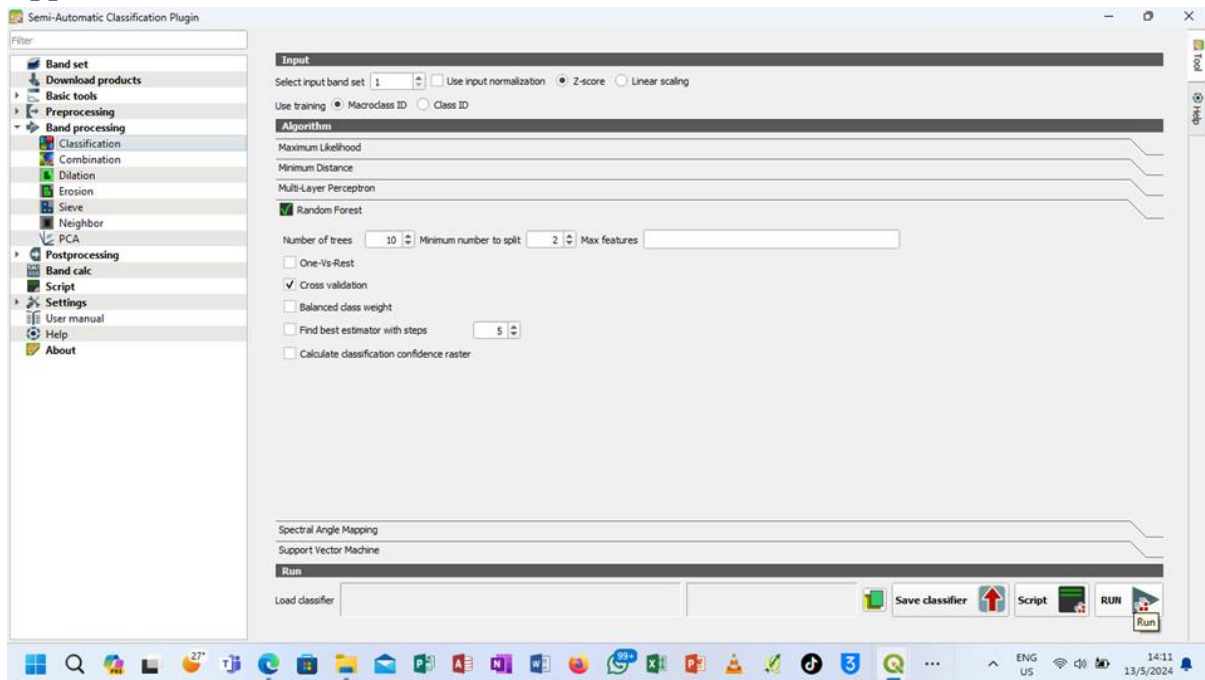 Semi-Automatic Classification Plugin
Filter
Band set
Download products
Basic tools
Preprocessing
Band processing
Classification
Combination
Dilation
Erosion
Sieve
Neighbor
PCA
Postprocessing
Band calc
Script
Settings
User manual
Help
About
Input
Select input band set 1 Use input normalization Z-score Linear scaling
Use training Macroclass ID Class ID
Algorithm
Maximum Likelihood
Minimum Distance
Multi-Layer Perceptron
Random Forest
Number of trees 10 Minimum number to split 2 Max features
One-Vs-Rest
Cross validation
Balanced class weight
Find best estimator with steps 5
Calculate classification confidence raster
Spectral Angle Mapping
Support Vector Machine
Run
Load classifier Save classifier Script RUN
Run
Tool
Help
27°
99+
ENG
US
14:11
13/5/2024